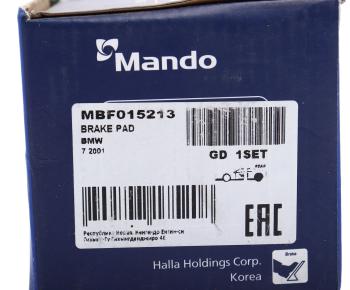 Mando
MBF015213
BRAKE PAD
BMW
7 2001
GD 1SET
EAC
Halla Holdings Corp.
Korea
Brake